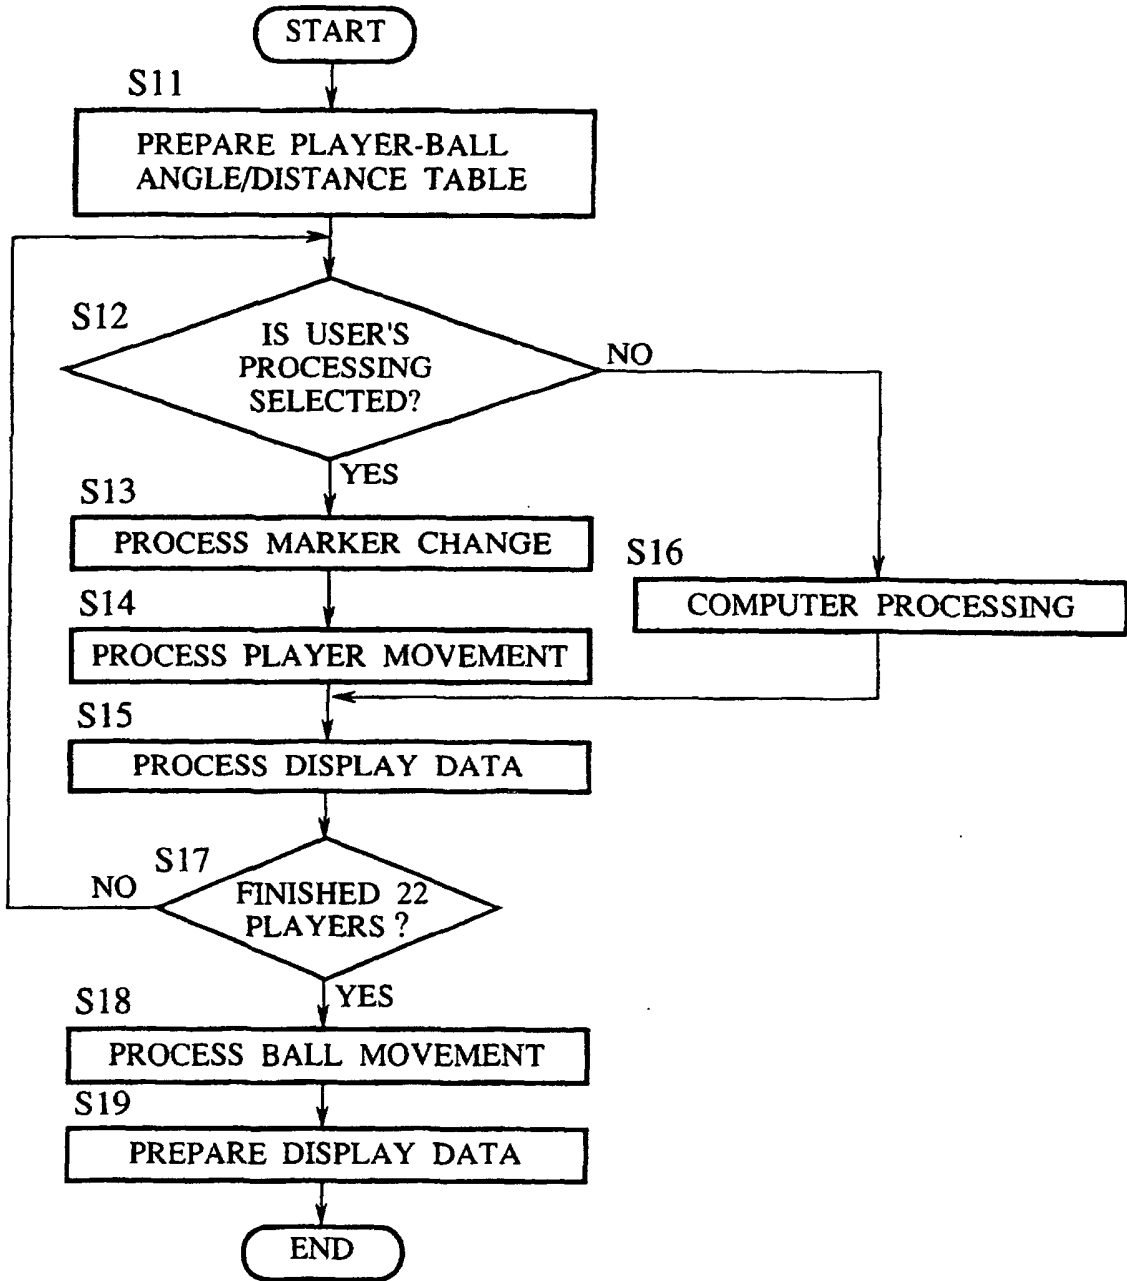 START
S11
PREPARE PLAYER-BALL
ANGLE/DISTANCE TABLE
S12
IS USER'S
PROCESSING
SELECTED?
NO
YES
S13
PROCESS MARKER CHANGE
S16
COMPUTER PROCESSING
S14
PROCESS PLAYER MOVEMENT
S15
PROCESS DISPLAY DATA
S17
NO
FINISHED 22
PLAYERS ?
YES
S18
PROCESS BALL MOVEMENT
S19
PREPARE DISPLAY DATA
END